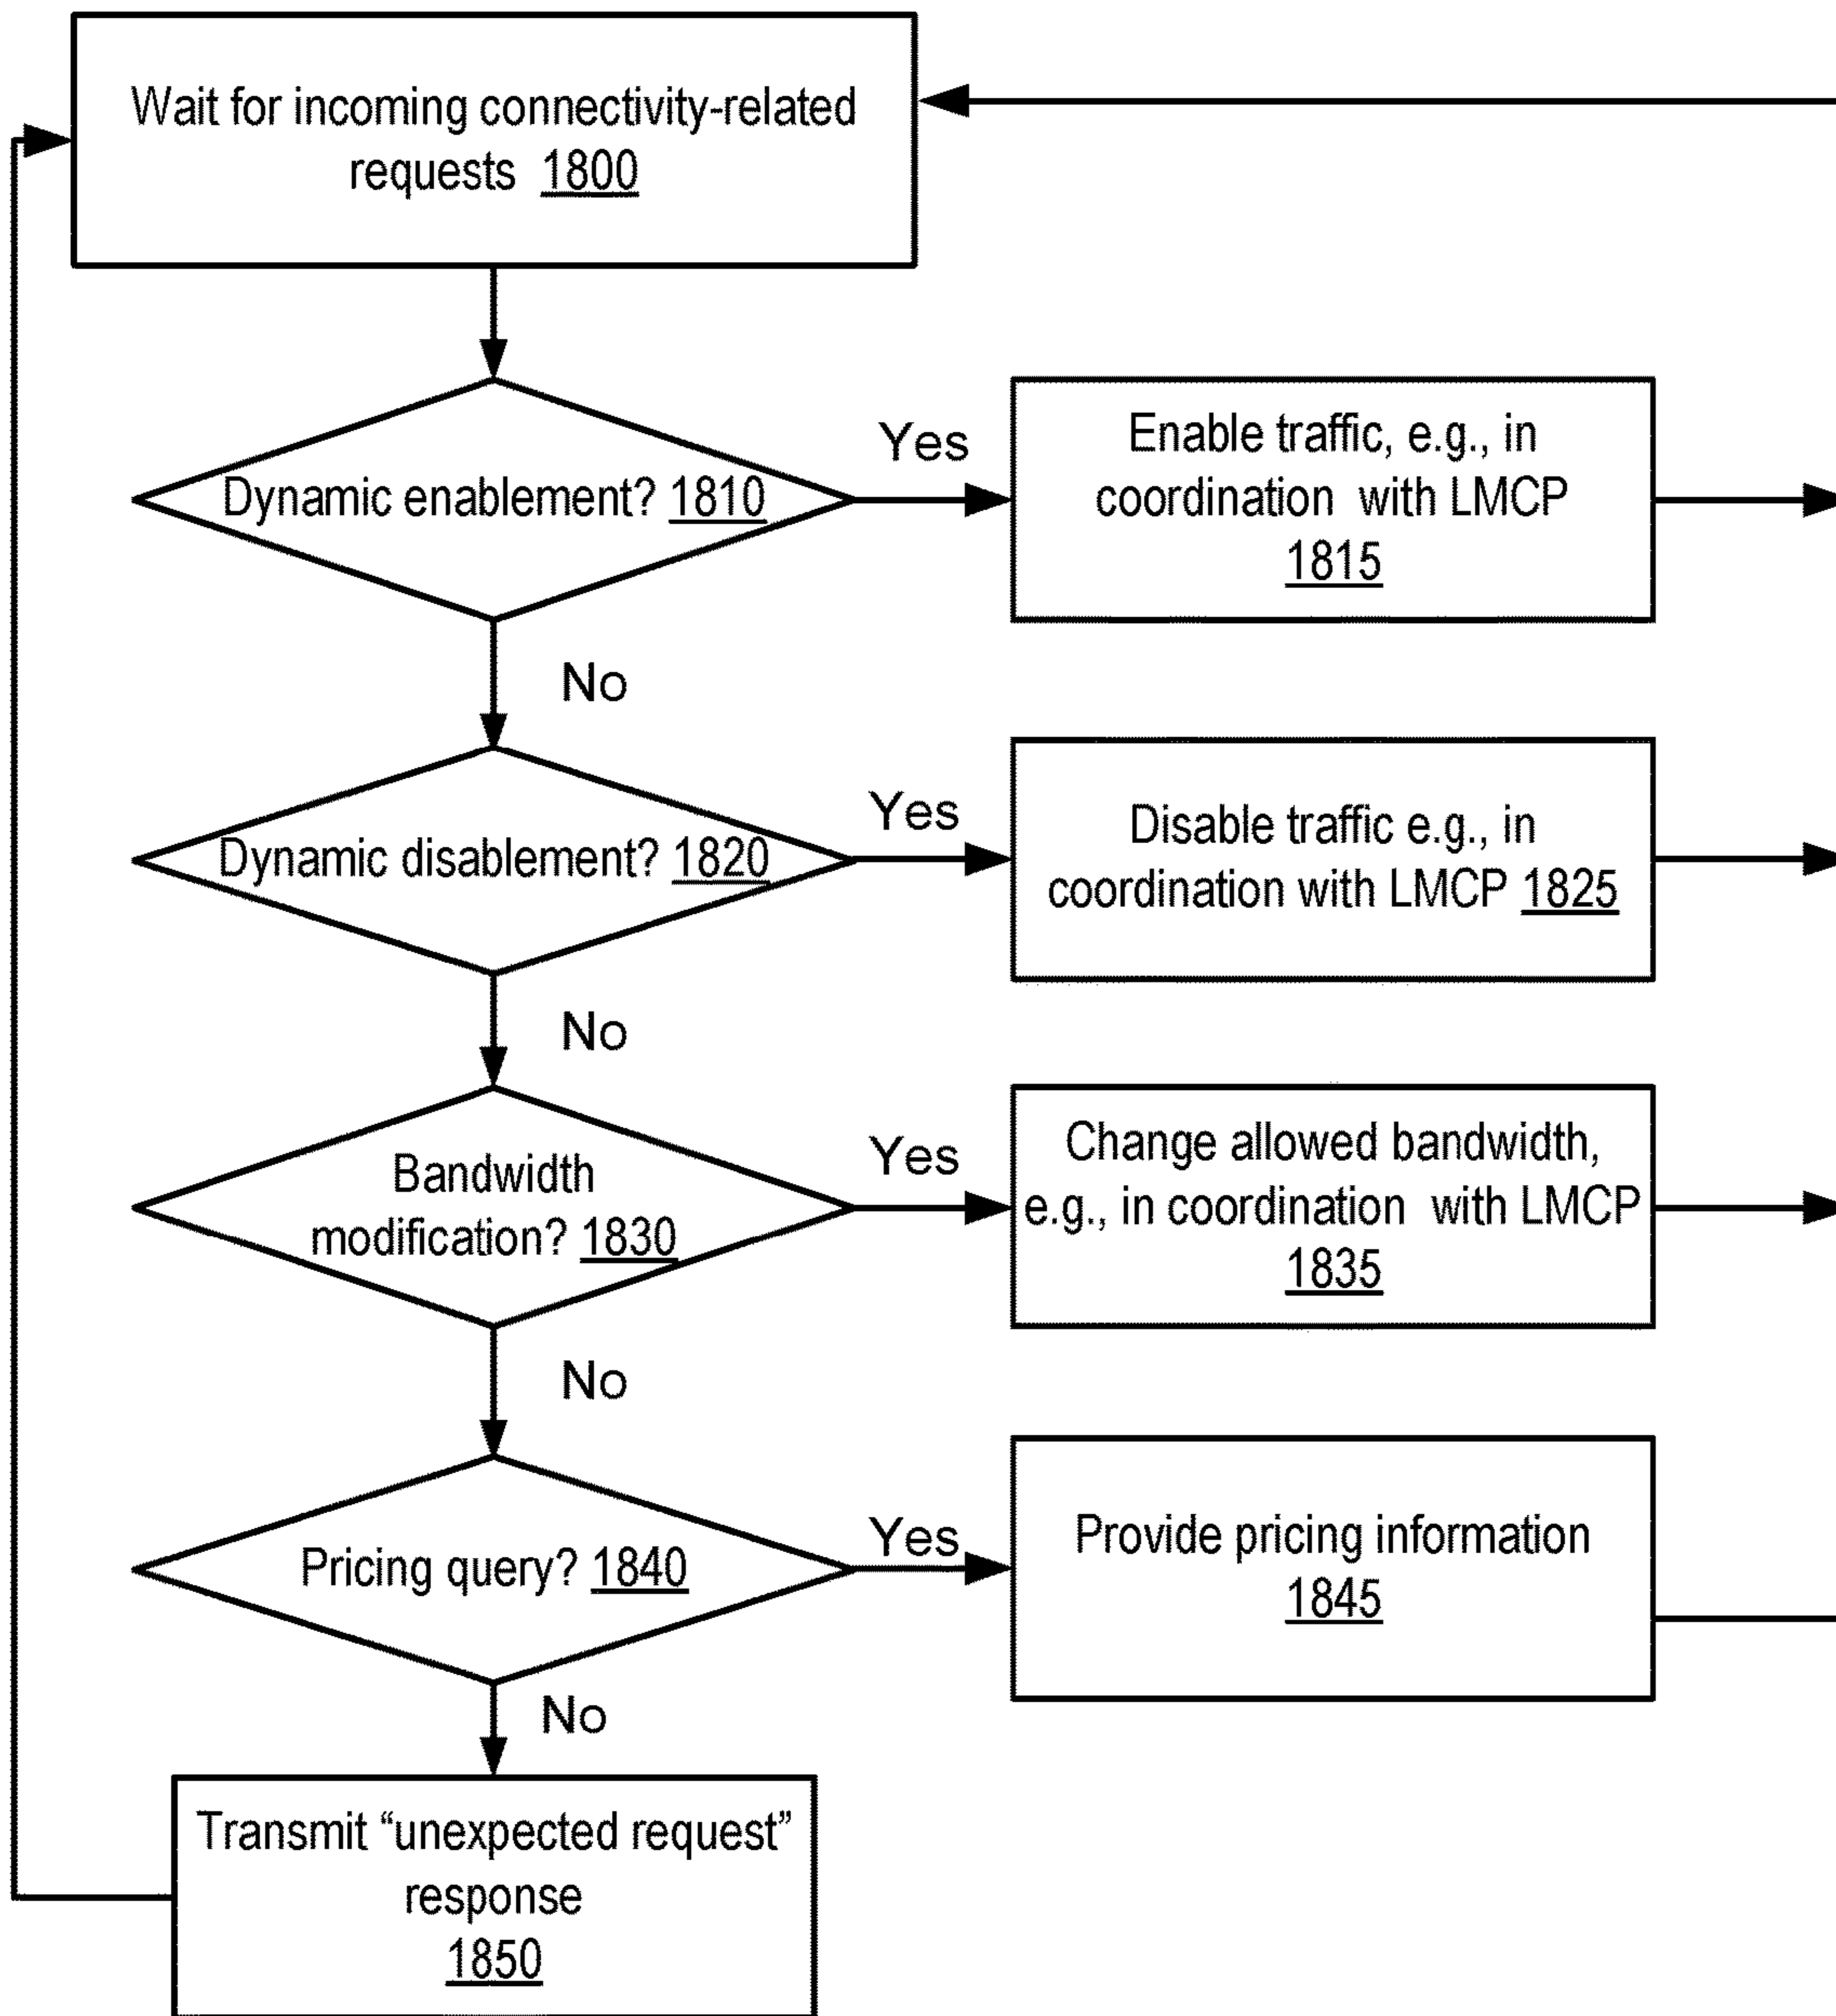 Wait for incoming connectivity-related
requests 1800
Dynamic enablement? 1810
Yes
Enable traffic, e.g., in
coordination with LMCP
1815
No
Dynamic disablement? 1820
Yes
Disable traffic e.g., in
coordination with LMCP 1825
No
Bandwidth
modification? 1830
Yes
Change allowed bandwidth,
e.g., in coordination with LMCP
1835
No
Pricing query? 1840
Yes
Provide pricing information
1845
No
Transmit “unexpected request”
response
1850